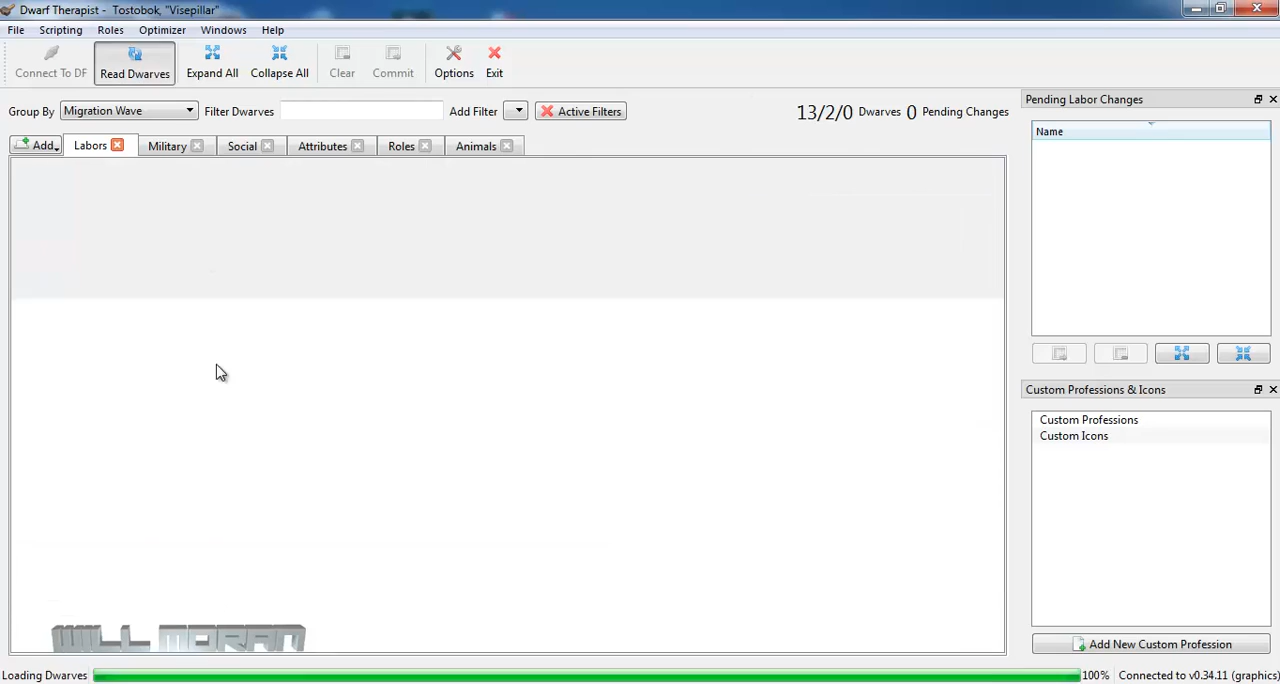 Dwarf Therapist - Tostobok, "Visepillar"
File Scripting Roles Labors Optimizer Windows Help
Connect To DF Read Dwarves Expand All Collapse All Clear Commit Options Exit
Group By Migration Wave Filter Dwarves Add Filter Active Filters 13/2/0 Dwarves 0 Pending Changes
Add Labors Military Social Attributes Roles Animals
Pending Labor Changes
Name
Custom Professions & Icons
Custom Professions
Custom Icons
Add New Custom Profession
WILL MORAN
Loading Dwarves 100% Connected to v0.34.11 (graphics)